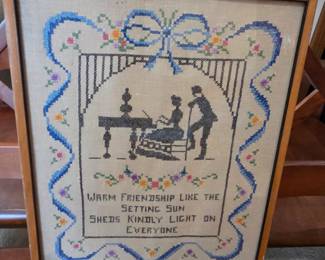 WARM FRIENDSHIP LIKE THE
SETTING SUN
SHEDS KINDLY LIGHT ON
EVERYONE